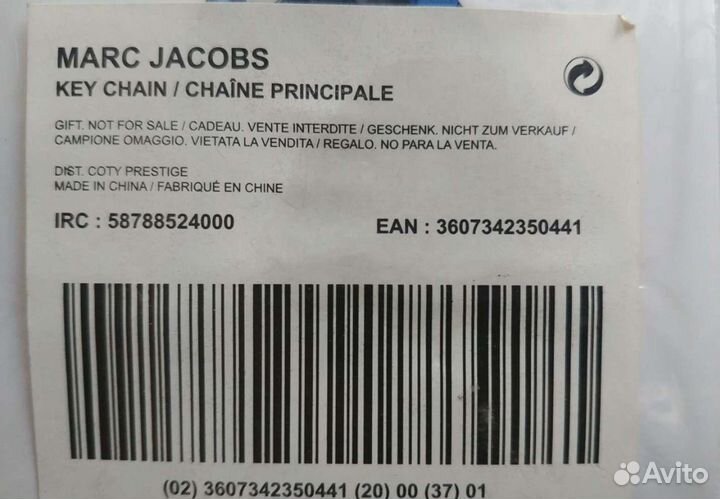 MARC JACOBS
KEY CHAIN / CHAÎNE PRINCIPALE
GIFT. NOT FOR SALE / CADEAU. VENTE INTERDITE / GESCHENK. NICHT ZUM VERKAUF /
CAMPIONE OMAGGIO. VIETATA LA VENDITA / REGALO. NO PARA LA VENTA.
DIST. COTY PRESTIGE
MADE IN CHINA / FABRIQUÉ EN CHINE
IRC : 58788524000
EAN : 3607342350441
(02) 3607342350441 (20) 00 (37) 01
Avito